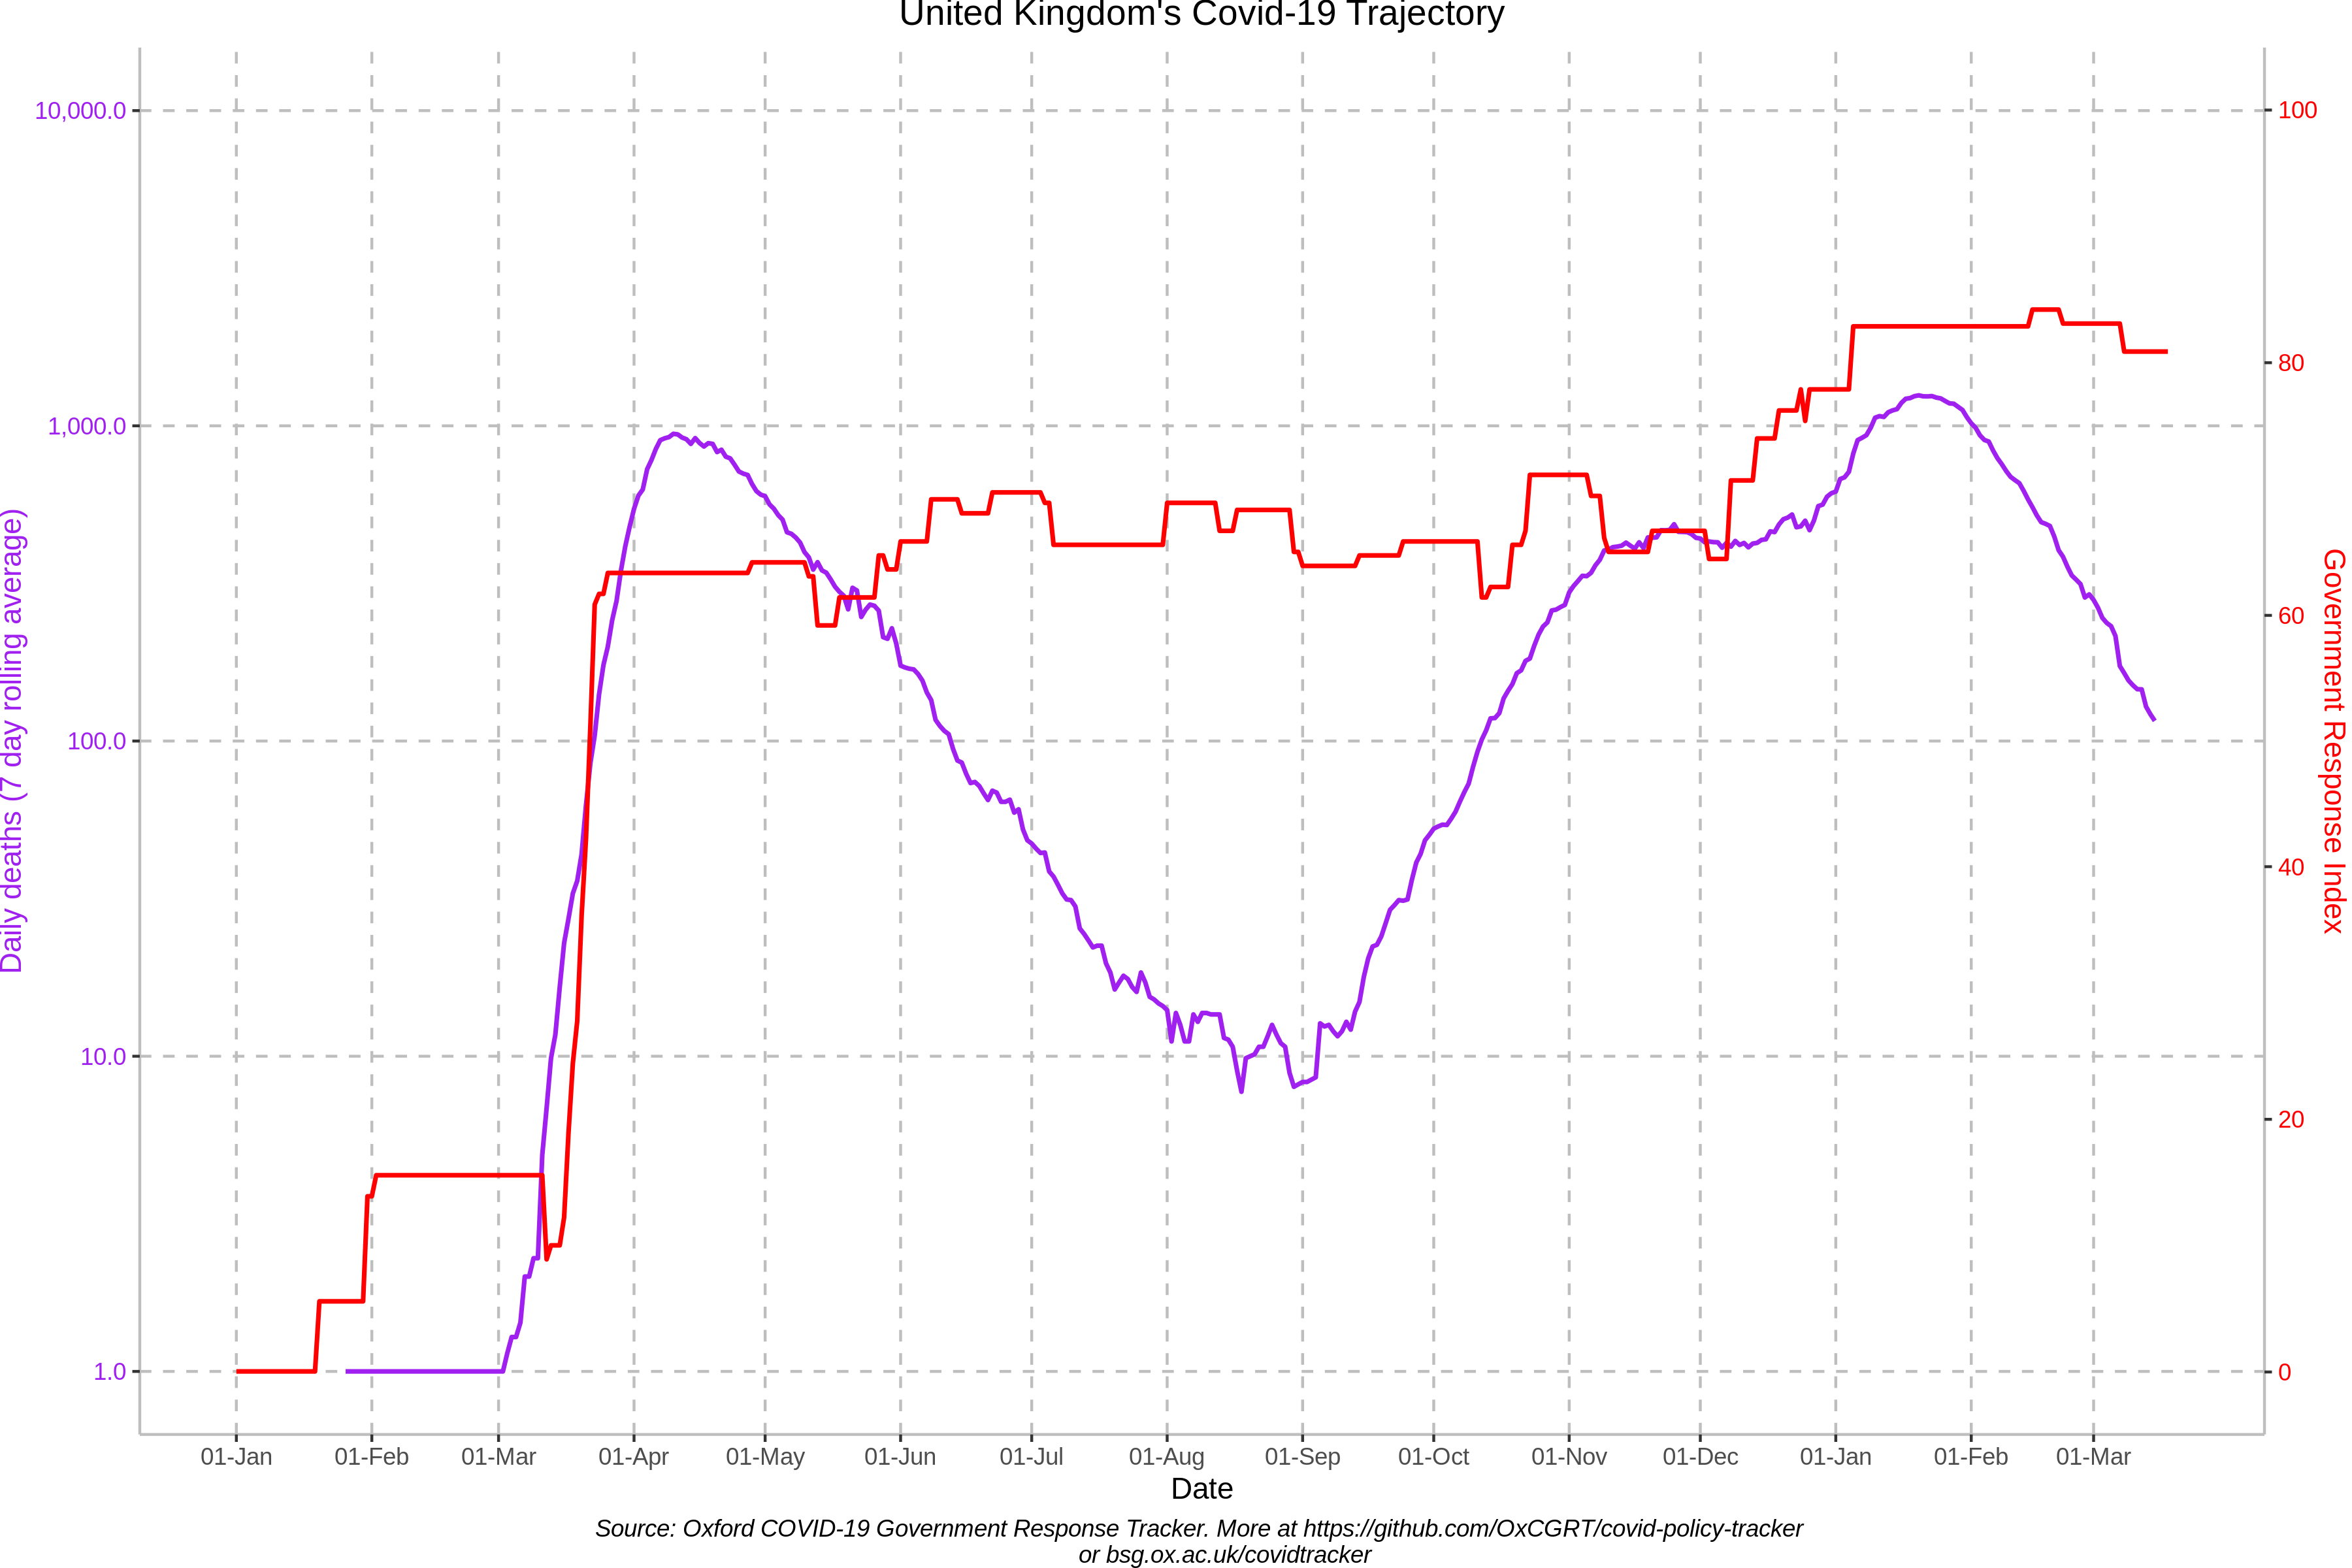 United Kingdom's Covid-19 Trajectory
10,000.0
1,000.0
100.0
10.0
1.0
Daily deaths (7 day rolling average)
100
80
60
40
20
0
Government Response Index
01-Jan 01-Feb 01-Mar 01-Apr 01-May 01-Jun 01-Jul 01-Aug 01-Sep 01-Oct 01-Nov 01-Dec 01-Jan 01-Feb 01-Mar
Date
Source: Oxford COVID-19 Government Response Tracker. More at https://github.com/OxCGRT/covid-policy-tracker
or bsg.ox.ac.uk/covidtracker